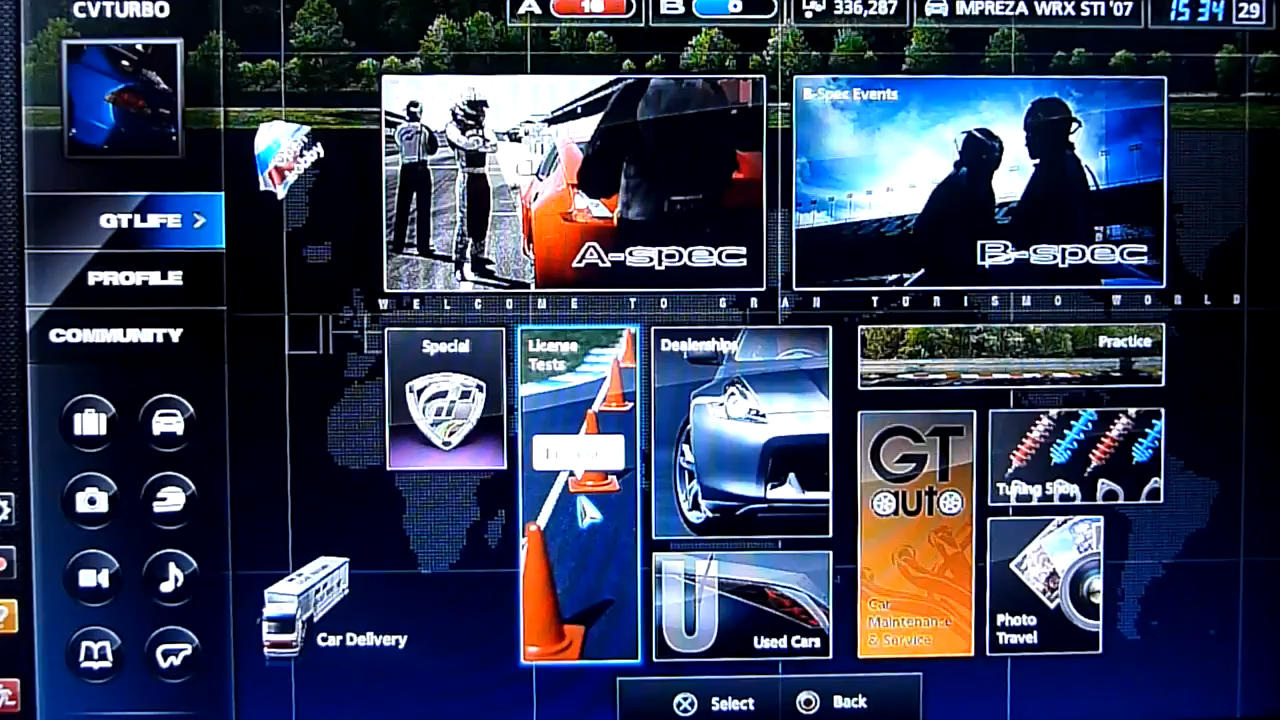 CVTURBO
A 16 B 0 336,287 IMPREZA WRX STI '07 15 34 29
GT LIFE >
PROFILE
COMMUNITY
A-spec
B-Spec Events
B-spec
WELCOME TO GRAN TURISMO WORLD
Special
License
Tests
Dealerships
Practice
GT
auto
Car
Maintenance
& Service
Tuning Shop
Photo
Travel
U
Used Cars
Car Delivery
Select
Back